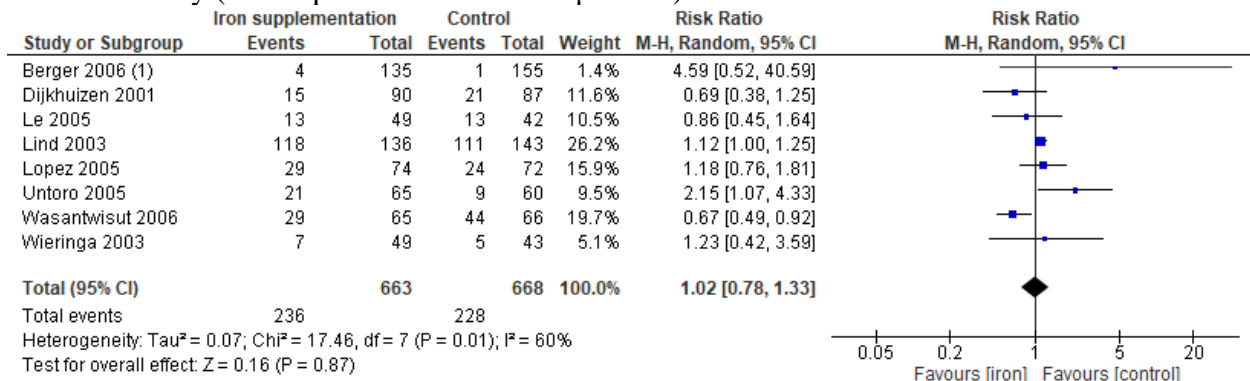 Iron supplementation Control Risk Ratio Risk Ratio
Study or Subgroup Events Total Events Total Weight M-H, Random, 95% CI M-H, Random, 95% CI
Berger 2006 (1) 4 135 1 155 1.4% 4.59 [0.52, 40.59]
Dijkhuizen 2001 15 90 21 87 11.6% 0.69 [0.38, 1.25]
Le 2005 13 49 13 42 10.5% 0.86 [0.45, 1.64]
Lind 2003 118 136 111 143 26.2% 1.12 [1.00, 1.25]
Lopez 2005 29 74 24 72 15.9% 1.18 [0.76, 1.81]
Untoro 2005 21 65 9 60 9.5% 2.15 [1.07, 4.33]
Wasantwisut 2006 29 65 44 66 19.7% 0.67 [0.49, 0.92]
Wieringa 2003 7 49 5 43 5.1% 1.23 [0.42, 3.59]
Total (95% CI) 663 668 100.0% 1.02 [0.78, 1.33]
Total events 236 228
Heterogeneity: Tau² = 0.07; Chi² = 17.46, df = 7 (P = 0.01); I² = 60%
Test for overall effect: Z = 0.16 (P = 0.87)
0.05 0.2 1 5 20
Favours [iron] Favours [control]